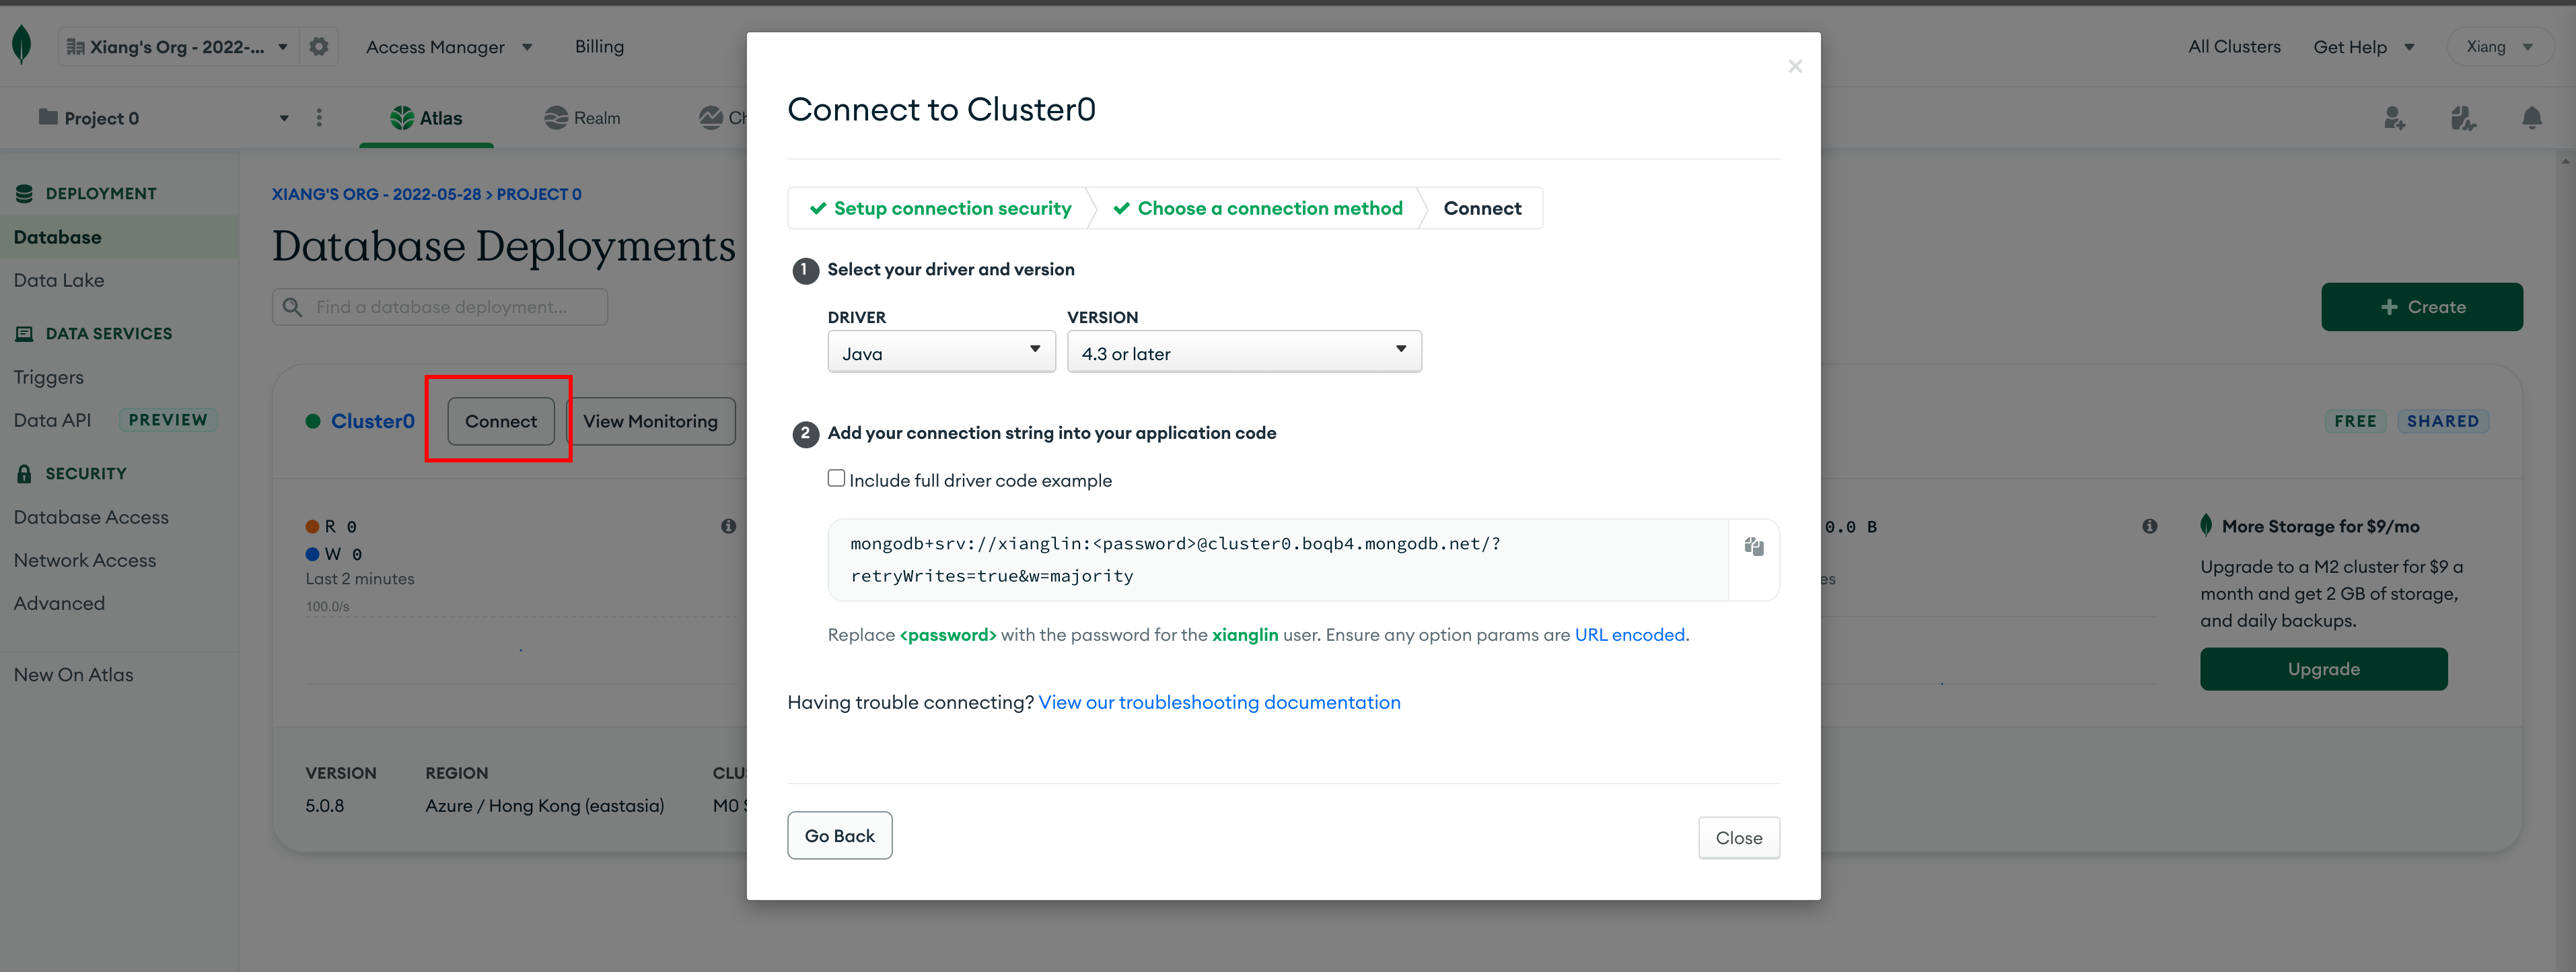 Xiang's Org - 2022-...
Access Manager
Billing
All Clusters
Get Help
Xiang
Project 0
Atlas
Realm
Ch
DEPLOYMENT
Database
Data Lake
DATA SERVICES
Triggers
Data API PREVIEW
SECURITY
Database Access
Network Access
Advanced
New On Atlas
XIANG'S ORG - 2022-05-28 > PROJECT 0
Database Deployments
Find a database deployment...
+ Create
Cluster0
Connect
View Monitoring
FREE
SHARED
R 0
W 0
Last 2 minutes
100.0/s
0.0 B
es
More Storage for $9/mo
Upgrade to a M2 cluster for $9 a
month and get 2 GB of storage,
and daily backups.
Upgrade
VERSION
5.0.8
REGION
Azure / Hong Kong (eastasia)
CLU
M0 S
Connect to Cluster0
×
Setup connection security
Choose a connection method
Connect
1 Select your driver and version
DRIVER
Java
VERSION
4.3 or later
2 Add your connection string into your application code
Include full driver code example
mongodb+srv://xianglin:<password>@cluster0.boqb4.mongodb.net/?
retryWrites=true&w=majority
Replace <password> with the password for the xianglin user. Ensure any option params are URL encoded.
Having trouble connecting? View our troubleshooting documentation
Go Back
Close